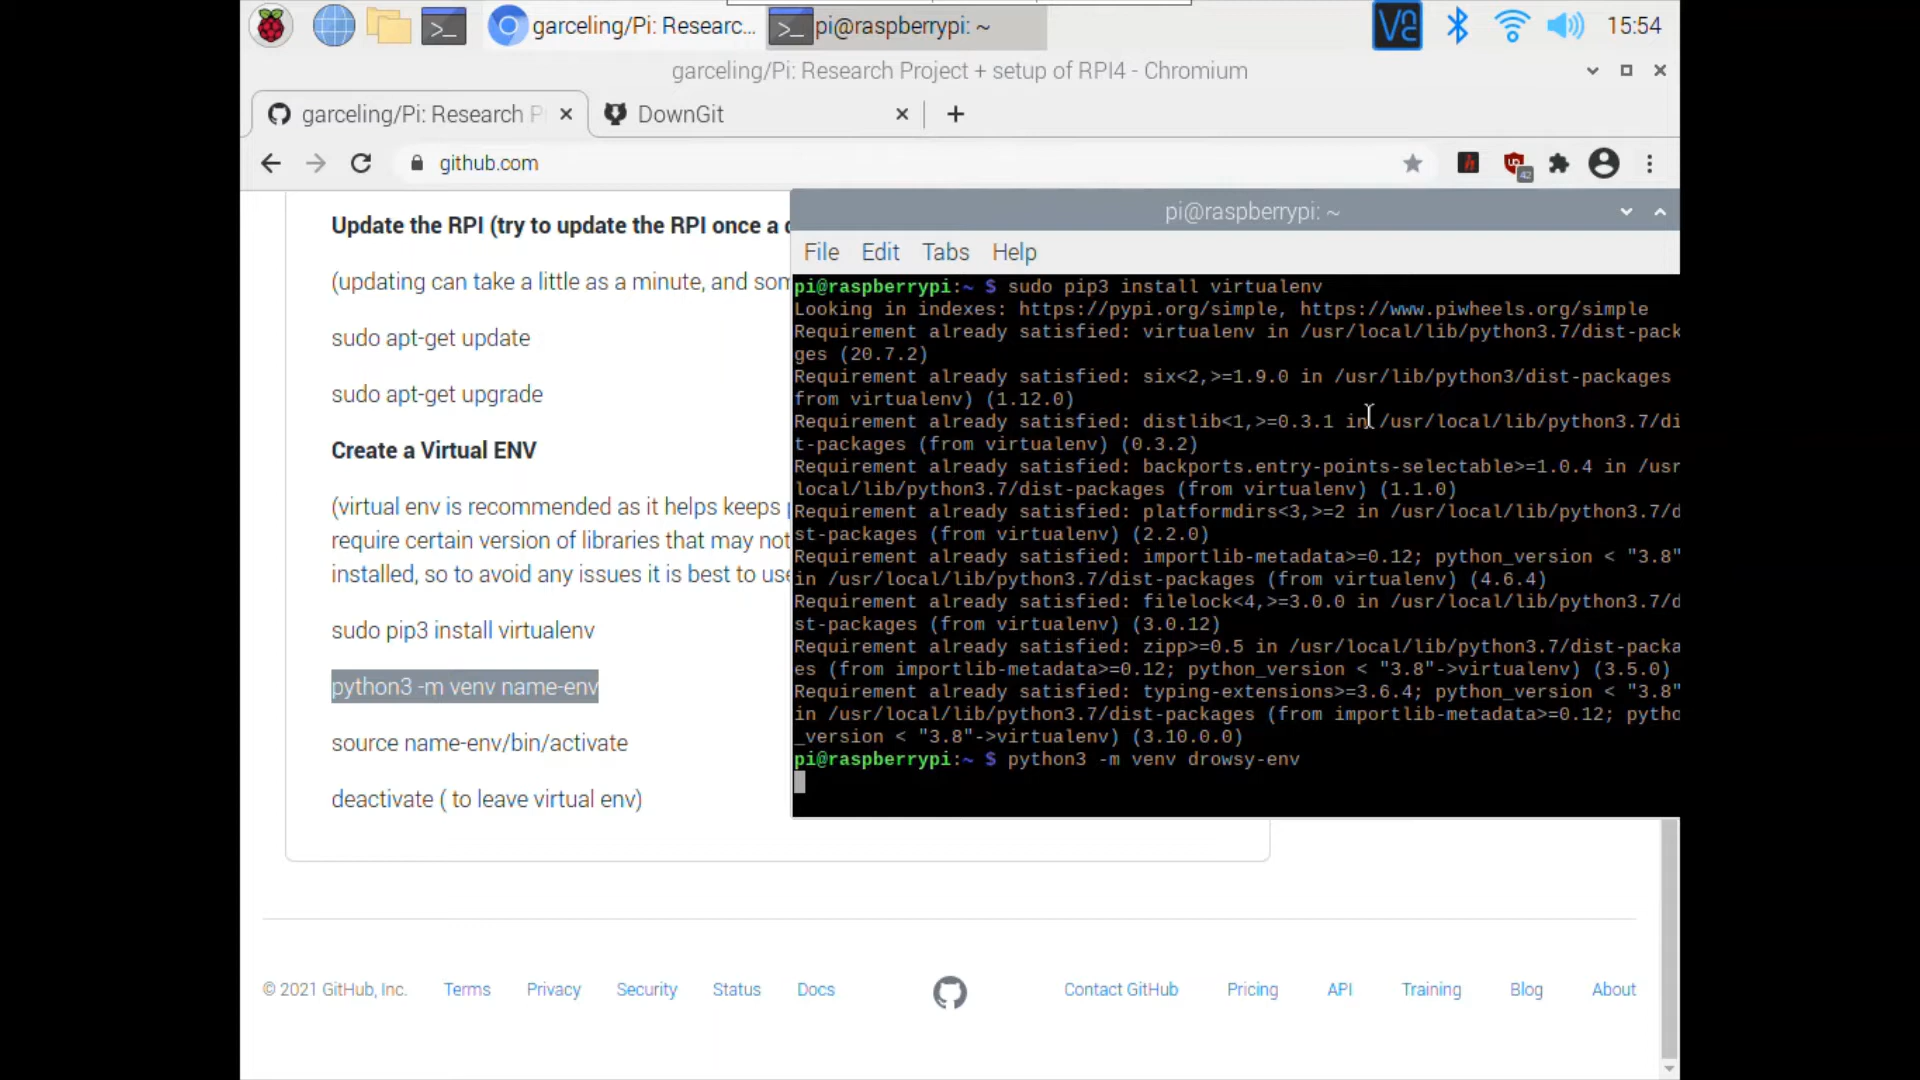 garceling/Pi: Researc...
pi@raspberrypi: ~
15:54
garceling/Pi: Research Project + setup of RPI4 - Chromium
garceling/Pi: Research P
DownGit
github.com
42
Update the RPI (try to update the RPI once a d
(updating can take a little as a minute, and som
sudo apt-get update
sudo apt-get upgrade
Create a Virtual ENV
(virtual env is recommended as it helps keeps p
require certain version of libraries that may not
installed, so to avoid any issues it is best to use
sudo pip3 install virtualenv
python3 -m venv name-env
source name-env/bin/activate
deactivate ( to leave virtual env)
pi@raspberrypi: ~
File Edit Tabs Help
pi@raspberrypi:~ $ sudo pip3 install virtualenv
Looking in indexes: https://pypi.org/simple, https://www.piwheels.org/simple
Requirement already satisfied: virtualenv in /usr/local/lib/python3.7/dist-pack
ges (20.7.2)
Requirement already satisfied: six<2,>=1.9.0 in /usr/lib/python3/dist-packages
from virtualenv) (1.12.0)
Requirement already satisfied: distlib<1,>=0.3.1 in /usr/local/lib/python3.7/di
t-packages (from virtualenv) (0.3.2)
Requirement already satisfied: backports.entry-points-selectable>=1.0.4 in /usr
local/lib/python3.7/dist-packages (from virtualenv) (1.1.0)
Requirement already satisfied: platformdirs<3,>=2 in /usr/local/lib/python3.7/d
st-packages (from virtualenv) (2.2.0)
Requirement already satisfied: importlib-metadata>=0.12; python_version < "3.8"
in /usr/local/lib/python3.7/dist-packages (from virtualenv) (4.6.4)
Requirement already satisfied: filelock<4,>=3.0.0 in /usr/local/lib/python3.7/d
st-packages (from virtualenv) (3.0.12)
Requirement already satisfied: zipp>=0.5 in /usr/local/lib/python3.7/dist-packa
es (from importlib-metadata>=0.12; python_version < "3.8"->virtualenv) (3.5.0)
Requirement already satisfied: typing-extensions>=3.6.4; python_version < "3.8"
in /usr/local/lib/python3.7/dist-packages (from importlib-metadata>=0.12; pytho
_version < "3.8"->virtualenv) (3.10.0.0)
pi@raspberrypi:~ $ python3 -m venv drowsy-env
© 2021 GitHub, Inc. Terms Privacy Security Status Docs Contact GitHub Pricing API Training Blog About